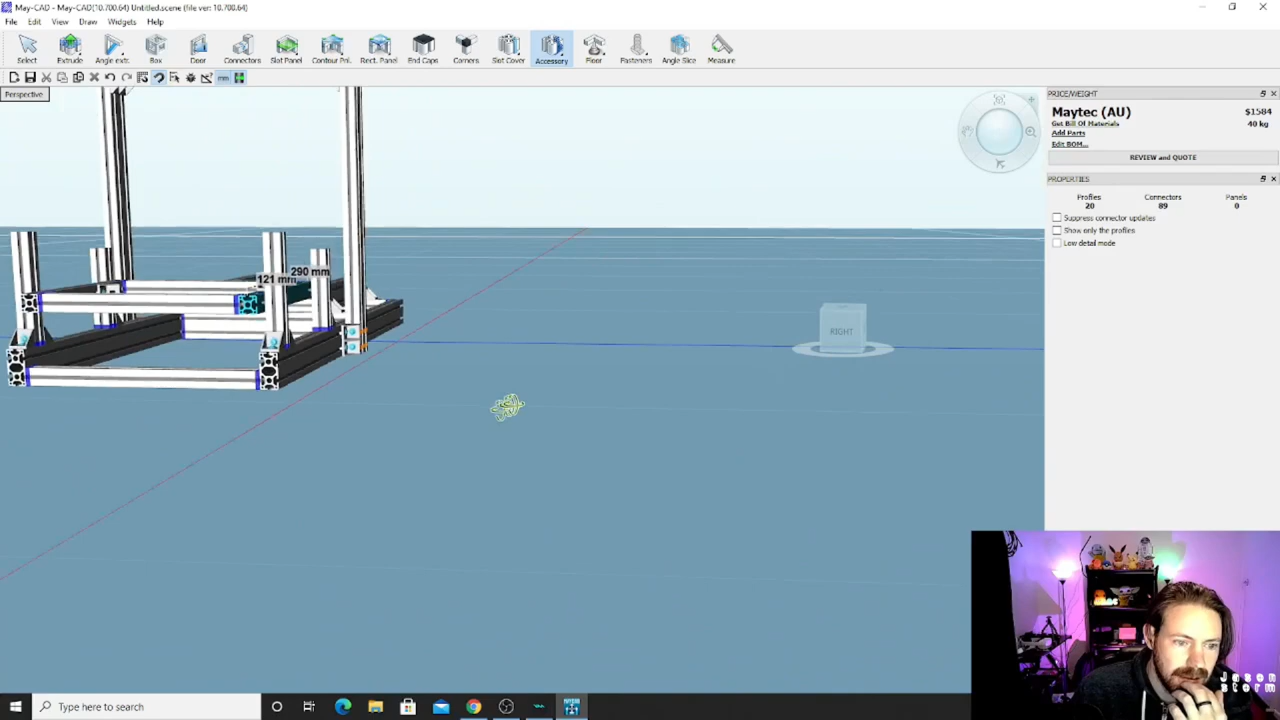 May-CAD - May-CAD(10.700.64) Untitled.scene (file ver: 10.700.64)
File Edit View Draw Widgets Help
Select Extrude Angle extr. Box Door Connectors Slot Panel Contour Pol. Rect. Panel End Caps Corners Slot Cover Accessory Floor Fasteners Angle Slice Measure
mm
Perspective
PRICE/WEIGHT
Maytec (AU) $1584
Get Bill Of Materials 40 kg
Add Parts
Edit BOM...
REVIEW and QUOTE
PROPERTIES
Profiles Connectors Panels
20 89 0
Suppress connector updates
Show only the profiles
Low detail mode
290 mm
121 mm
RIGHT
Jason
storm
Type here to search